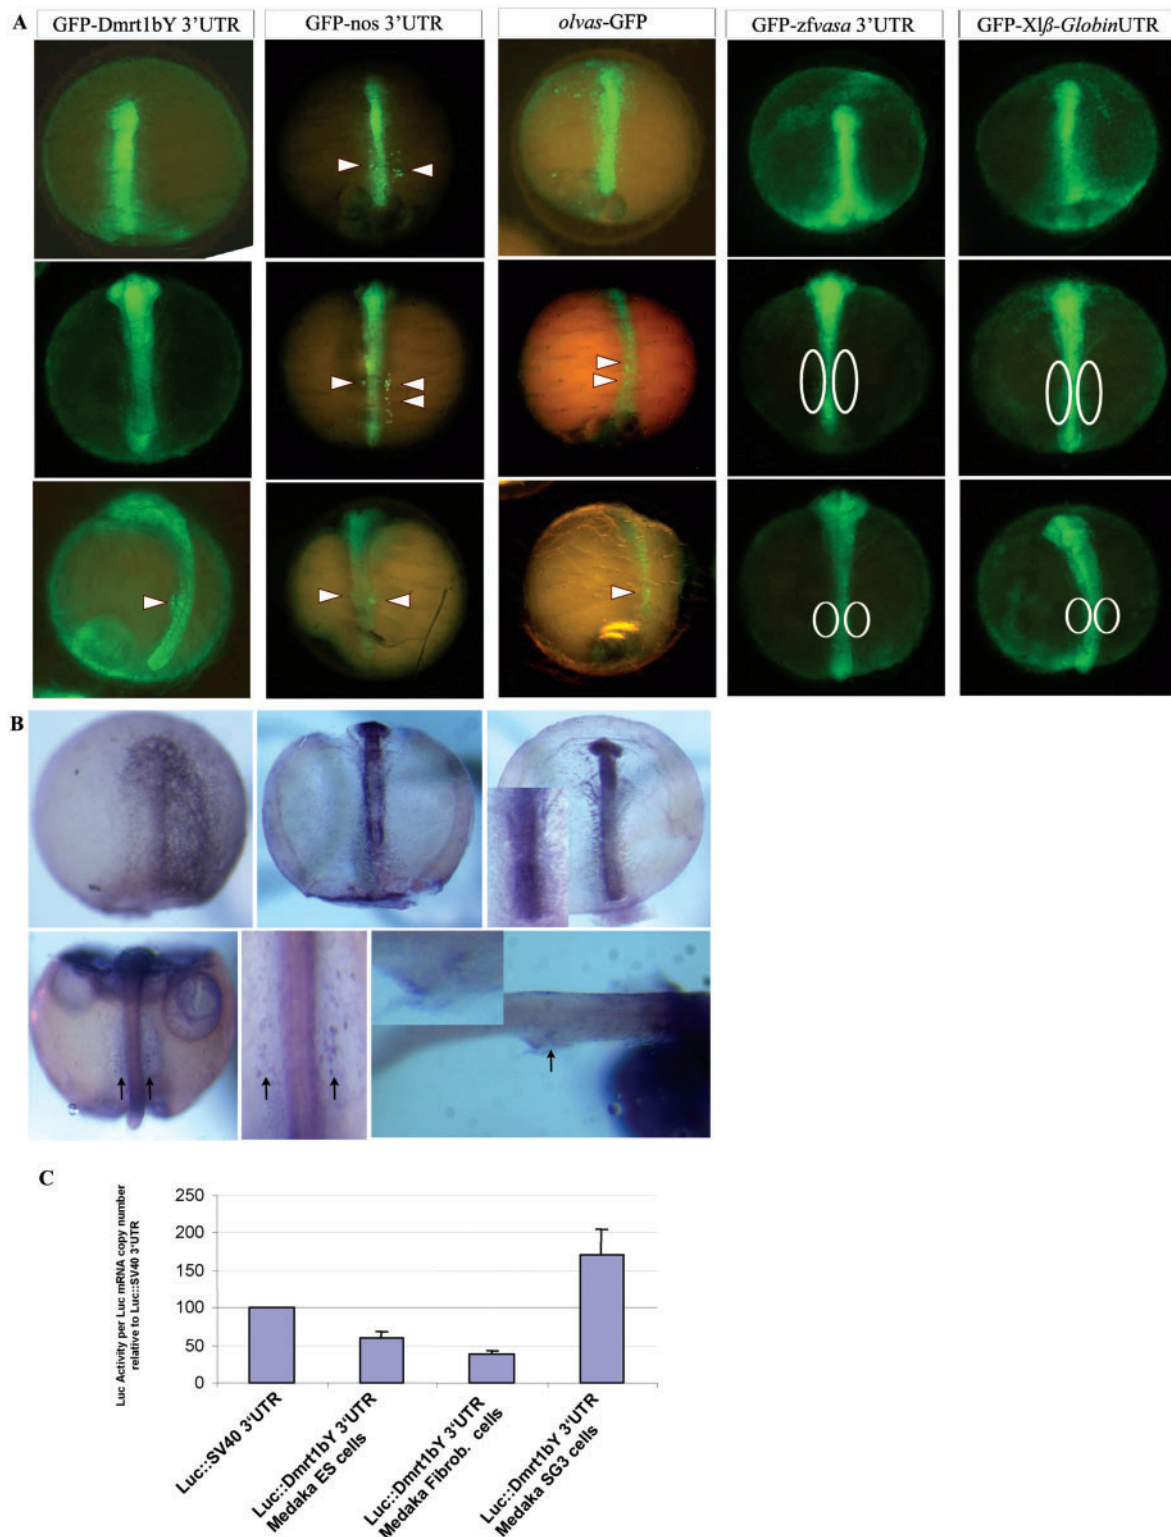 A
GFP-Dmrt1bY 3’UTR
GFP-nos 3’UTR
olvas-GFP
GFP-zfvasa 3’UTR
GFP-Xlβ-GlobinUTR
B
C
Luc Activity per Luc mRNA copy number
relative to Luc::SV40 3‘UTR
250
200
150
100
50
0
Luc::SV40 3‘UTR
Luc::Dmrt1bY 3‘UTR
Medaka ES cells
Luc::Dmrt1bY 3‘UTR
Medaka Fibrob. cells
Luc::Dmrt1bY 3‘UTR
Medaka SG3 cells